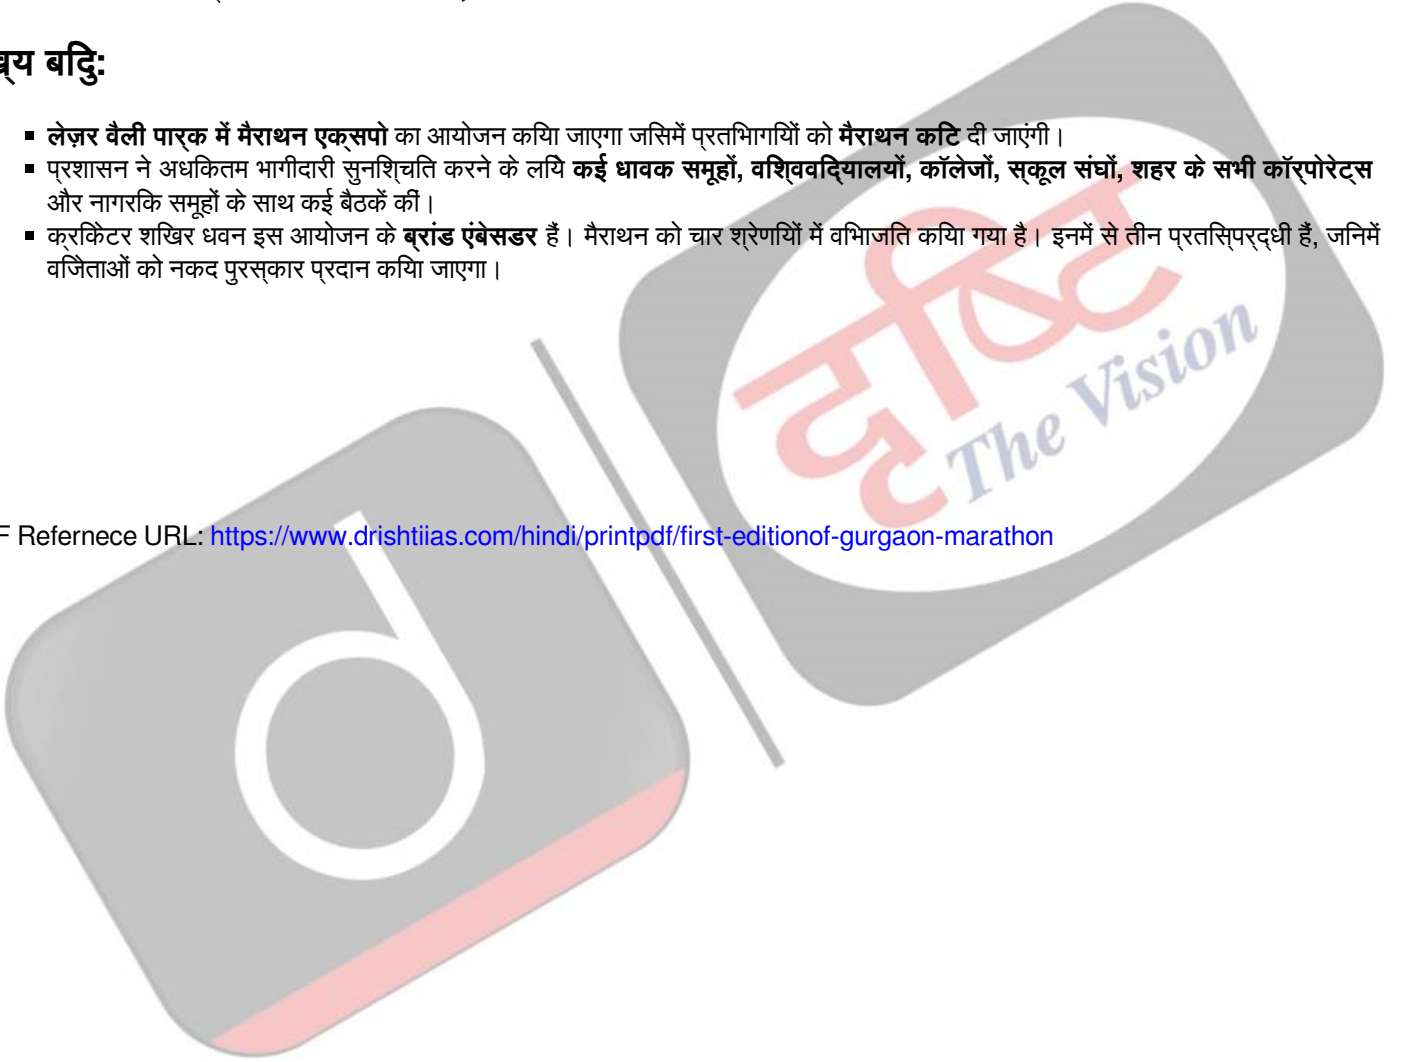 ख्य बिंदु:
लेज़र वैली पार्क में मैराथन एक्सपो का आयोजन किया जाएगा जिसमें प्रतिभागियों को मैराथन किट दी जाएंगी।
प्रशासन ने अधिकतम भागीदारी सुनिश्चित करने के लिये कई धावक समूहों, विश्वविद्यालयों, कॉलेजों, स्कूल संघों, शहर के सभी कॉर्पोरेट्स
और नागरिक समूहों के साथ कई बैठकें कीं।
क्रिकेटर शिखर धवन इस आयोजन के ब्रांड एंबेसडर हैं। मैराथन को चार श्रेणियों में विभाजित किया गया है। इनमें से तीन प्रतिस्पर्द्धी हैं, जिनमें
विजेताओं को नकद पुरस्कार प्रदान किया जाएगा।
दृष्टि
The Vision
F Refernece URL: https://www.drishtiias.com/hindi/printpdf/first-editionof-gurgaon-marathon
d